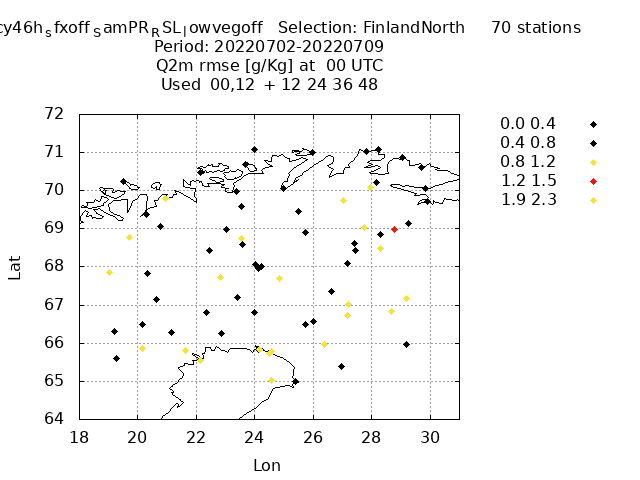 cy46h_sfxoff_SamPR_RSL_lowvegoff Selection: FinlandNorth 70 stations
Period: 20220702-20220709
Q2m rmse [g/Kg] at 00 UTC
Used 00,12 + 12 24 36 48
72
71
70
69
68
67
66
65
64
18 20 22 24 26 28 30
Lat
Lon
0.0 0.4
0.4 0.8
0.8 1.2
1.2 1.5
1.9 2.3